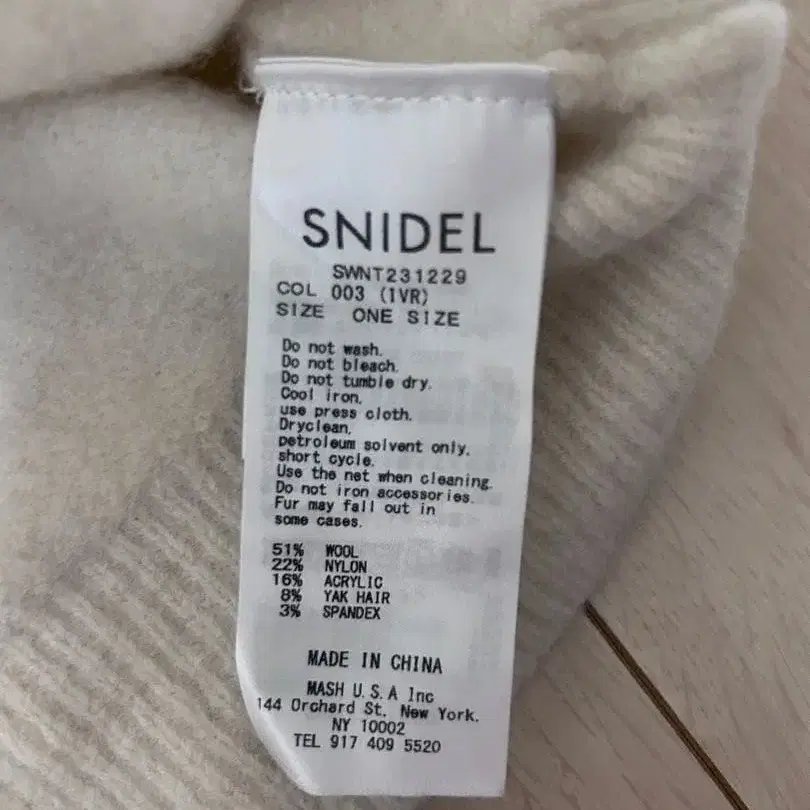 SNIDEL
SWNT231229
COL 003 (IVR)
SIZE ONE SIZE
Do not wash.
Do not bleach.
Do not tumble dry.
Cool iron.
use press cloth.
Dryclean.
petroleum solvent only.
short cycle.
Use the net when cleaning.
Do not iron accessories.
Fur may fall out in
some cases.
51% WOOL
22% NYLON
16% ACRYLIC
8% YAK HAIR
3% SPANDEX
MADE IN CHINA
MASH U.S.A Inc
144 Orchard St. New York.
NY 10002
TEL 917 409 5520